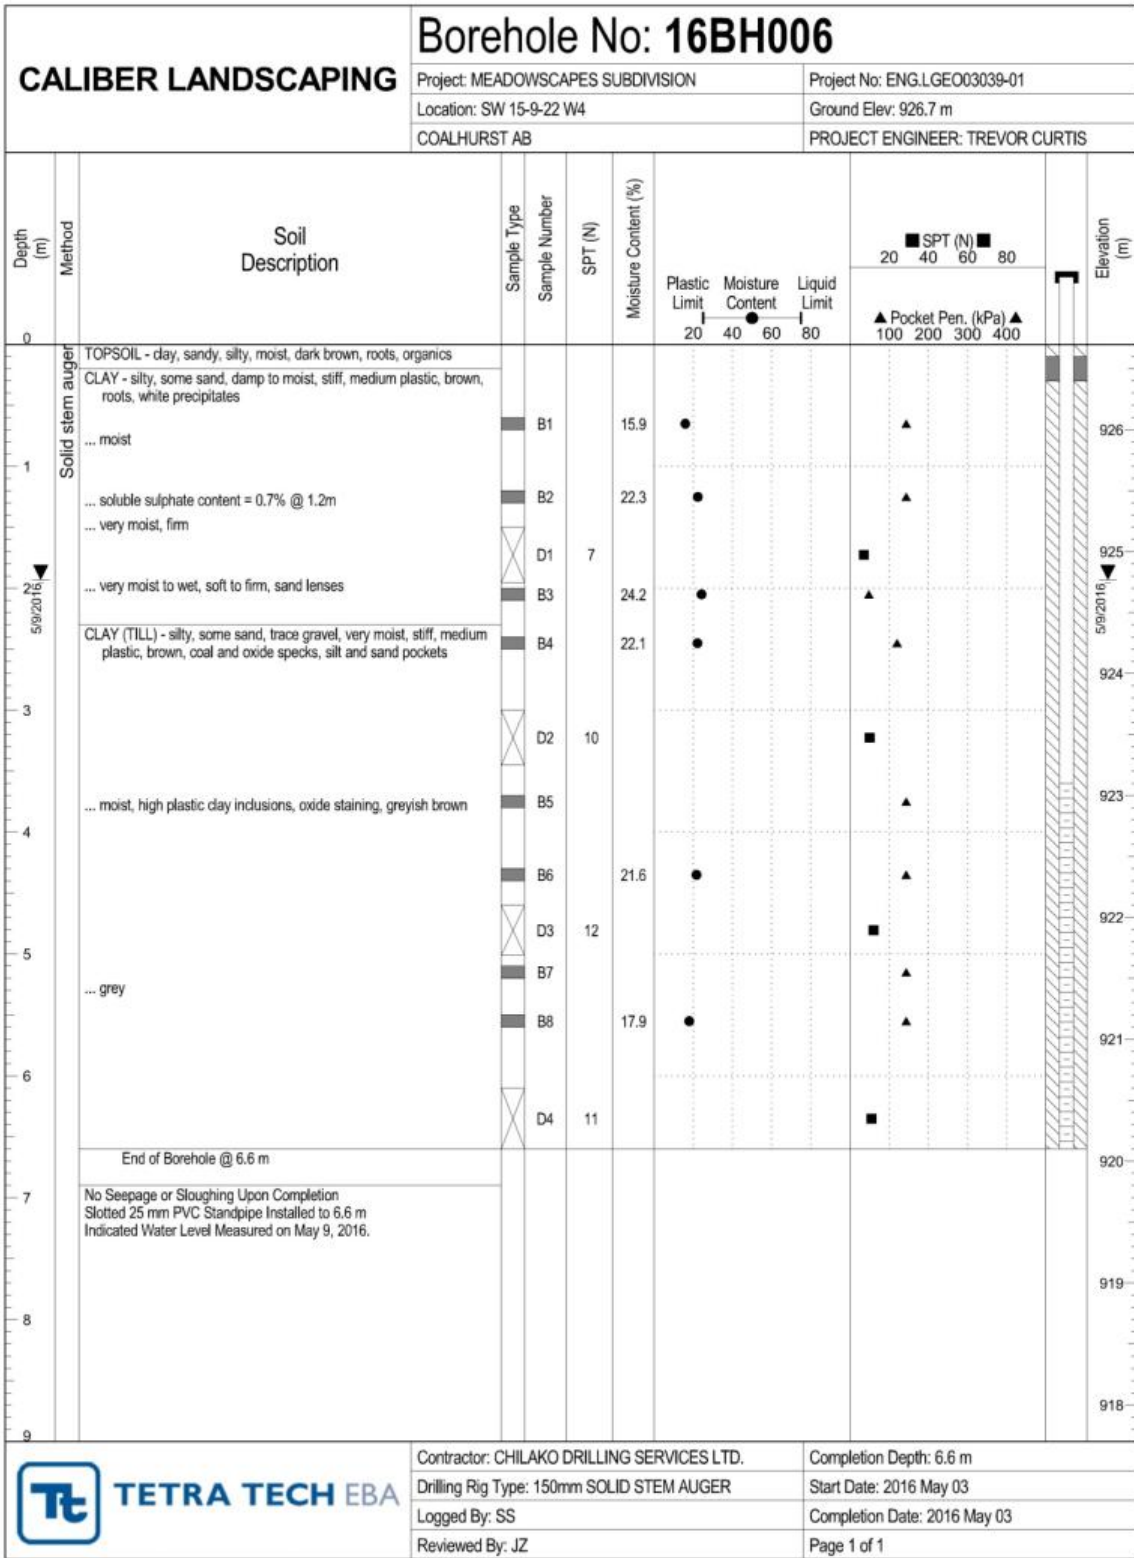 CALIBER LANDSCAPING
Borehole No: 16BH006
Project: MEADOWSCAPES SUBDIVISION
Project No: ENG.LGEO03039-01
Location: SW 15-9-22 W4
Ground Elev: 926.7 m
COALHURST AB
PROJECT ENGINEER: TREVOR CURTIS
Depth
(m)
Method
Soil
Description
Sample Type
Sample Number
SPT (N)
Moisture Content (%)
Plastic
Limit
Moisture
Content
Liquid
Limit
20 40 60 80
■ SPT (N) ■
20 40 60 80
▲ Pocket Pen. (kPa) ▲
100 200 300 400
Elevation
(m)
0
Solid stem auger
TOPSOIL - clay, sandy, silty, moist, dark brown, roots, organics
CLAY - silty, some sand, damp to moist, stiff, medium plastic, brown,
roots, white precipitates
B1 15.9
926
... moist
1
... soluble sulphate content = 0.7% @ 1.2m
B2 22.3
... very moist, firm
D1 7
925
2
5/9/2016
... very moist to wet, soft to firm, sand lenses
B3 24.2
5/9/2016
CLAY (TILL) - silty, some sand, trace gravel, very moist, stiff, medium
plastic, brown, coal and oxide specks, silt and sand pockets
B4 22.1
924
3
D2 10
... moist, high plastic clay inclusions, oxide staining, greyish brown
B5
923
4
B6 21.6
922
D3 12
5
B7
... grey
B8 17.9
921
6
D4 11
End of Borehole @ 6.6 m
920
7
No Seepage or Sloughing Upon Completion
Slotted 25 mm PVC Standpipe Installed to 6.6 m
Indicated Water Level Measured on May 9, 2016.
919
8
918
9
Tt TETRA TECH EBA
Contractor: CHILAKO DRILLING SERVICES LTD.
Completion Depth: 6.6 m
Drilling Rig Type: 150mm SOLID STEM AUGER
Start Date: 2016 May 03
Logged By: SS
Completion Date: 2016 May 03
Reviewed By: JZ
Page 1 of 1